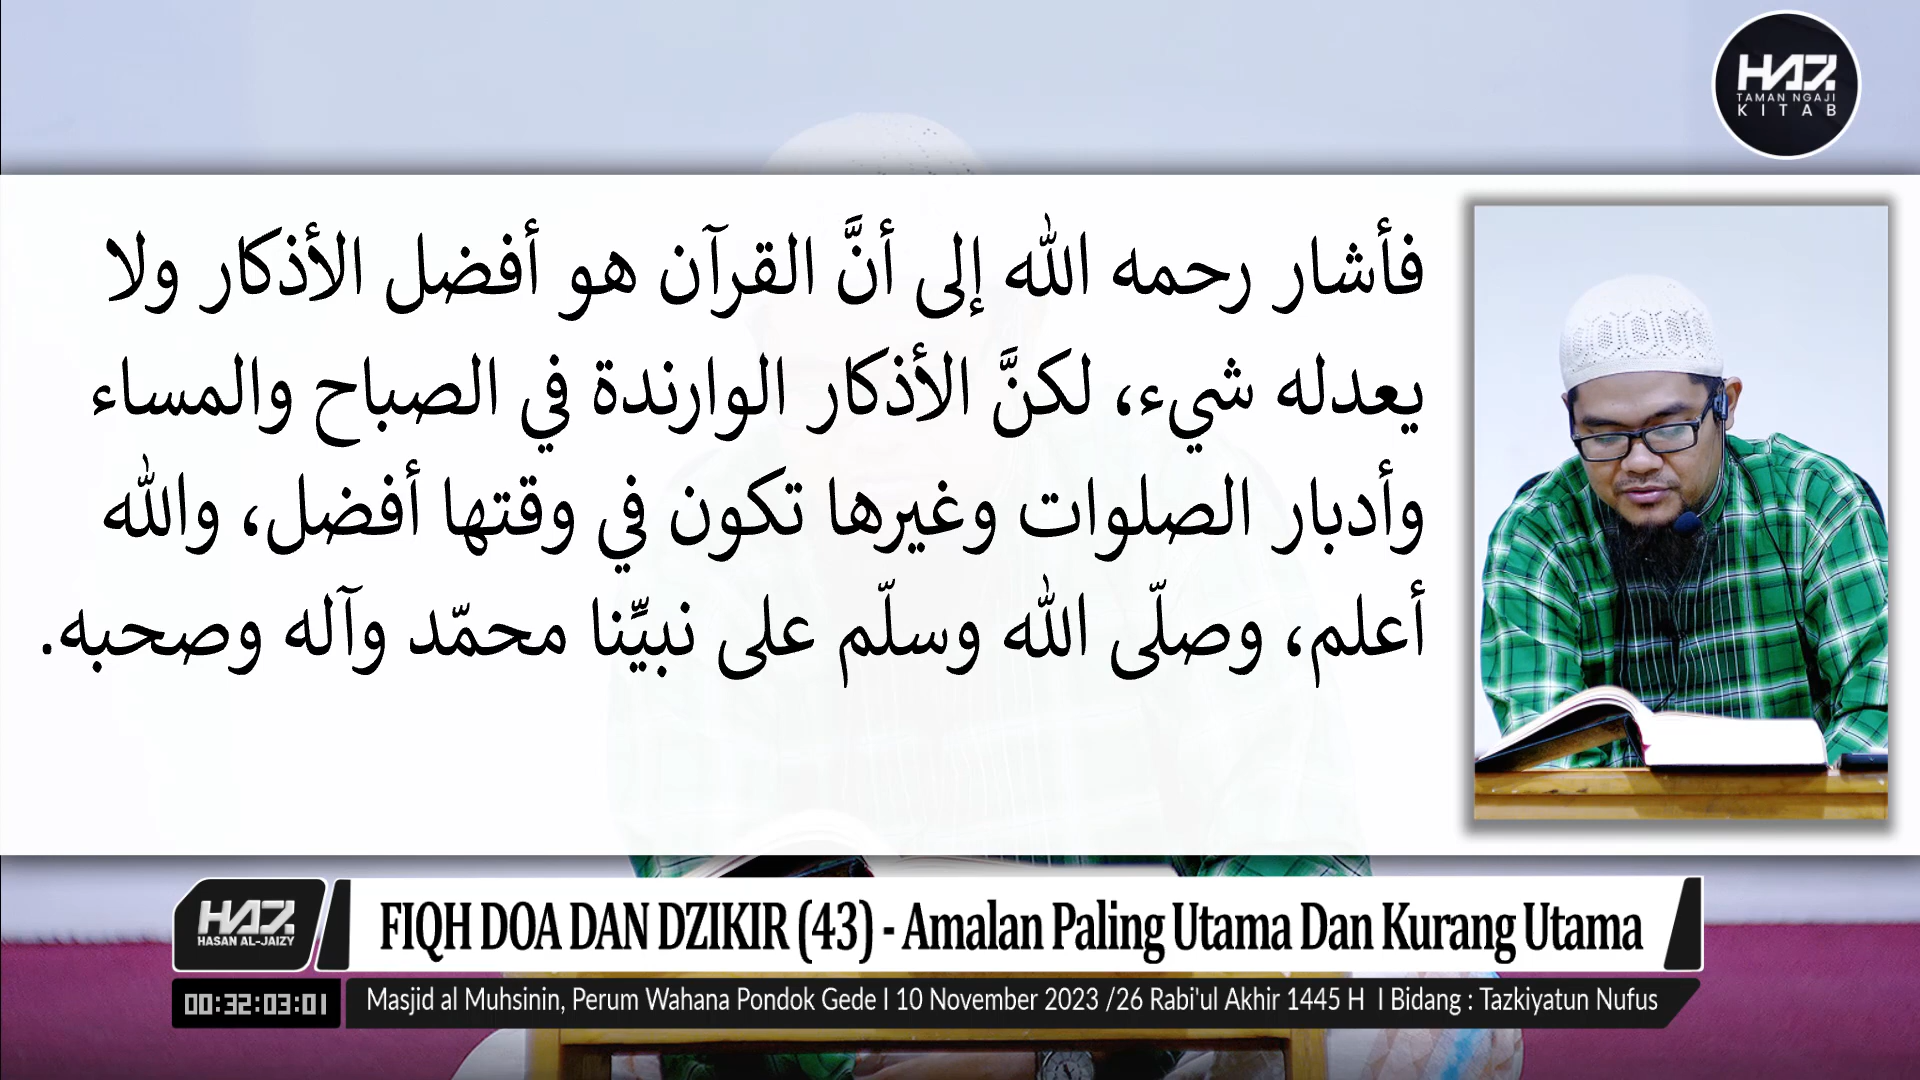 HAZ
TAMAN NGAJI
KITAB
فأشار رحمه الله إلى أنَّ القرآن هو أفضل الأذكار ولا
يعدله شيء، لكنَّ الأذكار الوارندة في الصباح والمساء
وأدبار الصلوات وغيرها تكون في وقتها أفضل، والله
أعلم، وصلّى الله وسلّم على نبيِّنا محمّد وآله وصحبه.
HAZ
HASAN AL-JAIZY
FIQH DOA DAN DZIKIR (43) - Amalan Paling Utama Dan Kurang Utama
00:32:03:01
Masjid al Muhsinin, Perum Wahana Pondok Gede I 10 November 2023 /26 Rabi'ul Akhir 1445 H I Bidang : Tazkiyatun Nufus